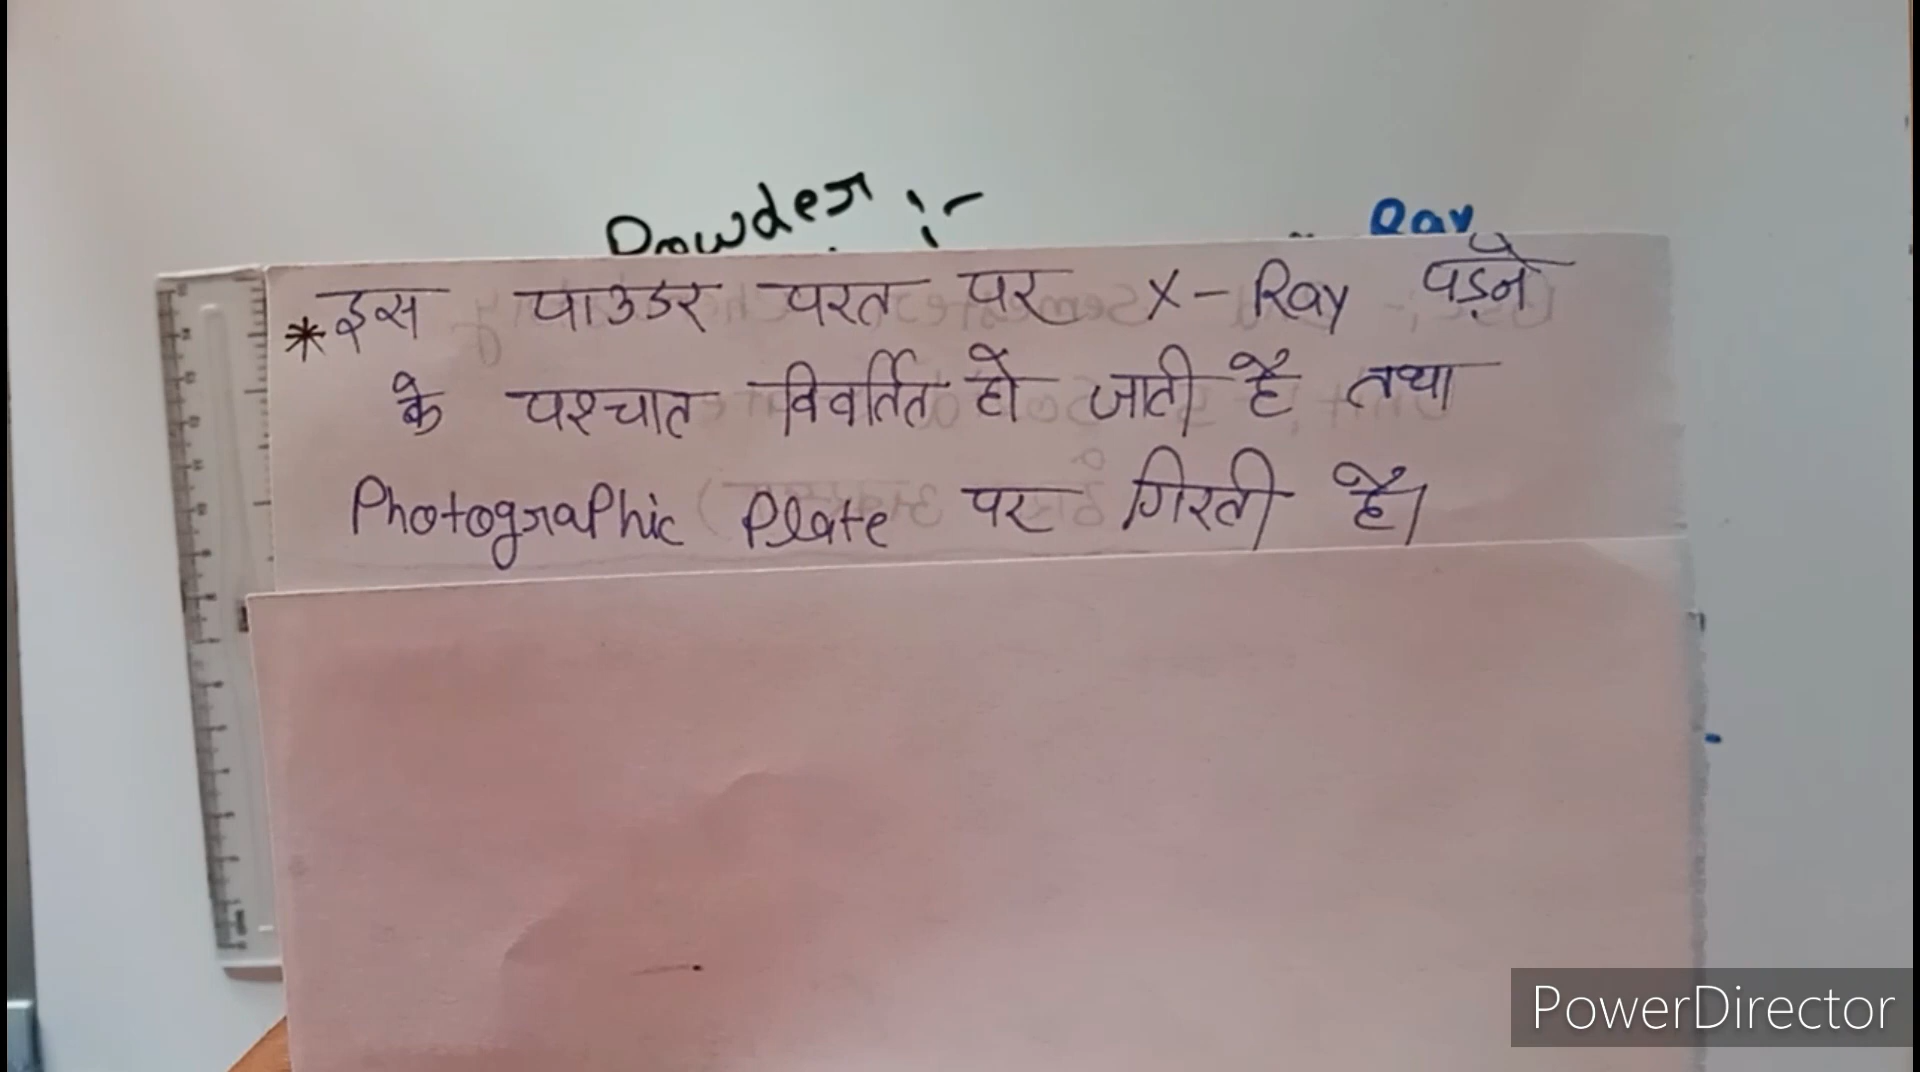 Powder :-
Ray
* इस पाउडर परत पर X-Ray पड़ने
के पश्चात विवर्तित हो जाती है तथा
Photographic Plate पर गिरती है।
PowerDirector